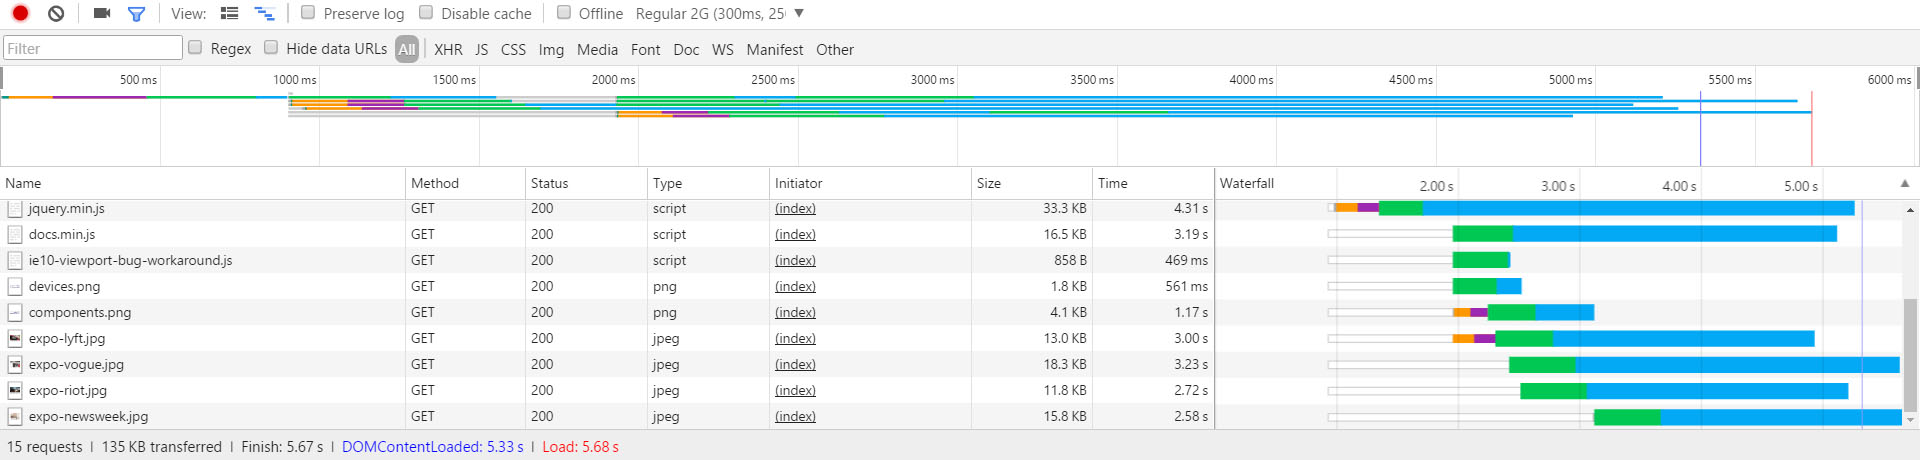 View: Preserve log Disable cache Offline Regular 2G (300ms, 25 ▼
Filter Regex Hide data URLs All XHR JS CSS Img Media Font Doc WS Manifest Other
500 ms 1000 ms 1500 ms 2000 ms 2500 ms 3000 ms 3500 ms 4000 ms 4500 ms 5000 ms 5500 ms 6000 ms
Name Method Status Type Initiator Size Time Waterfall 2.00 s 3.00 s 4.00 s 5.00 s ▲
jquery.min.js GET 200 script (index) 33.3 KB 4.31 s
docs.min.js GET 200 script (index) 16.5 KB 3.19 s
ie10-viewport-bug-workaround.js GET 200 script (index) 858 B 469 ms
devices.png GET 200 png (index) 1.8 KB 561 ms
components.png GET 200 png (index) 4.1 KB 1.17 s
expo-lyft.jpg GET 200 jpeg (index) 13.0 KB 3.00 s
expo-vogue.jpg GET 200 jpeg (index) 18.3 KB 3.23 s
expo-riot.jpg GET 200 jpeg (index) 11.8 KB 2.72 s
expo-newsweek.jpg GET 200 jpeg (index) 15.8 KB 2.58 s
15 requests | 135 KB transferred | Finish: 5.67 s | DOMContentLoaded: 5.33 s | Load: 5.68 s